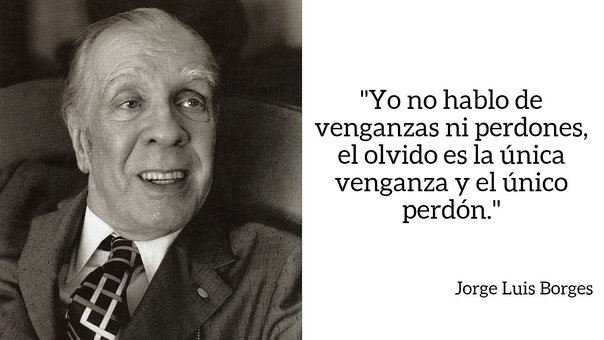 "Yo no hablo de
venganzas ni perdones,
el olvido es la única
venganza y el único
perdón."
Jorge Luis Borges